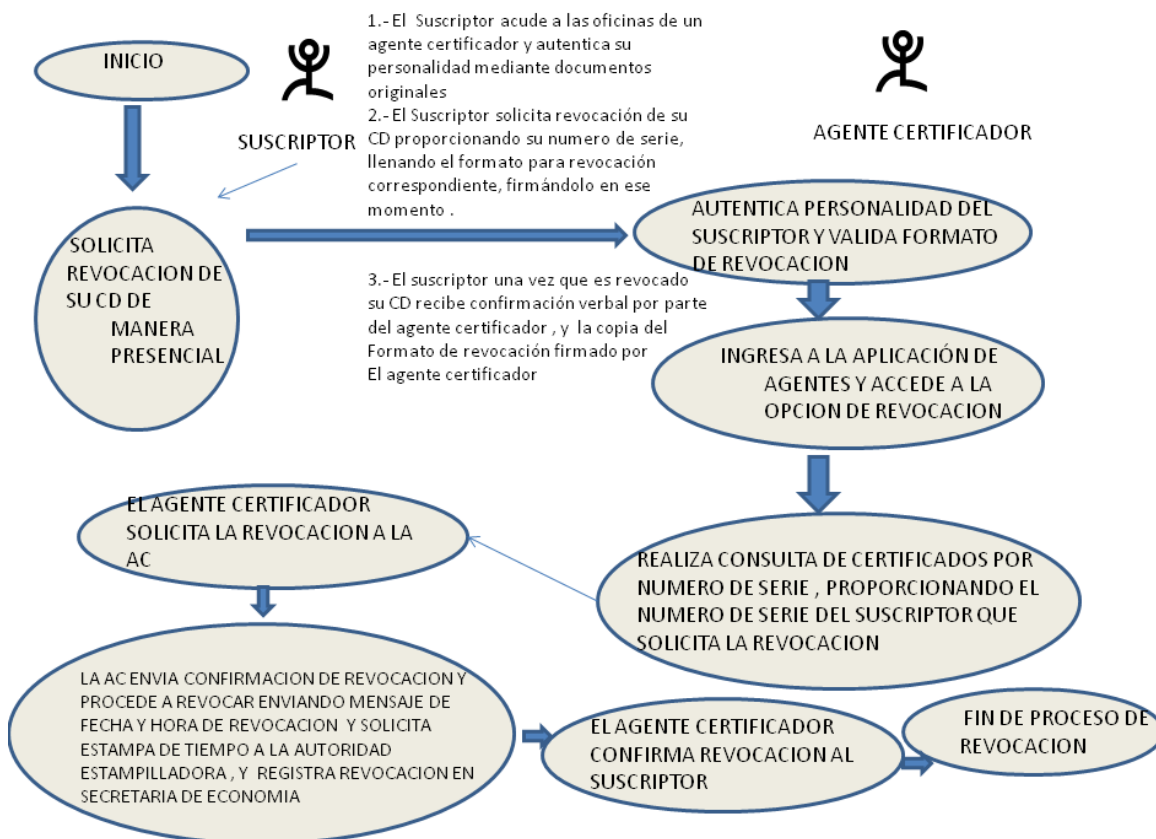 INICIO
SUSCRIPTOR
1.- El Suscriptor acude a las oficinas de un
agente certificador y autentica su
personalidad mediante documentos
originales
2.- El Suscriptor solicita revocación de su
CD proporcionando su numero de serie,
llenando el formato para revocación
correspondiente, firmándolo en ese
momento .
AGENTE CERTIFICADOR
SOLICITA
REVOCACION DE
SU CD DE
MANERA
PRESENCIAL
AUTENTICA PERSONALIDAD DEL
SUSCRIPTOR Y VALIDA FORMATO
DE REVOCACION
3.- El suscriptor una vez que es revocado
su CD recibe confirmación verbal por parte
del agente certificador , y la copia del
Formato de revocación firmado por
El agente certificador
INGRESA A LA APLICACIÓN DE
AGENTES Y ACCEDE A LA
OPCION DE REVOCACION
REALIZA CONSULTA DE CERTIFICADOS POR
NUMERO DE SERIE , PROPORCIONANDO EL
NUMERO DE SERIE DEL SUSCRIPTOR QUE
SOLICITA LA REVOCACION
EL AGENTE CERTIFICADOR
SOLICITA LA REVOCACION A LA
AC
LA AC ENVIA CONFIRMACION DE REVOCACION Y
PROCEDE A REVOCAR ENVIANDO MENSAJE DE
FECHA Y HORA DE REVOCACION Y SOLICITA
ESTAMPA DE TIEMPO A LA AUTORIDAD
ESTAMPILLADORA , Y REGISTRA REVOCACION EN
SECRETARIA DE ECONOMIA
EL AGENTE CERTIFICADOR
CONFIRMA REVOCACION AL
SUSCRIPTOR
FIN DE PROCESO DE
REVOCACION